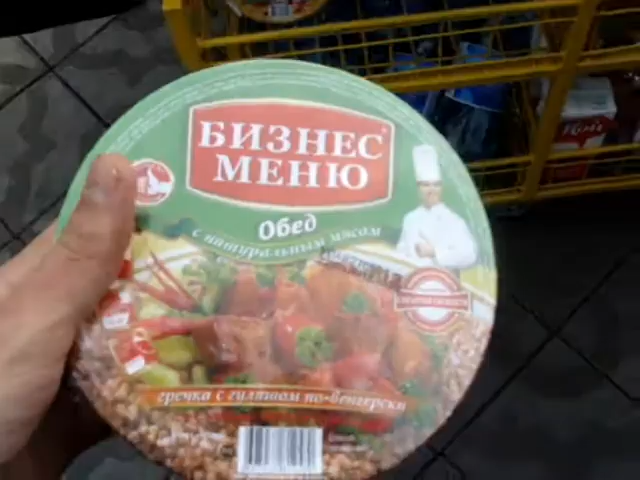 БИЗНЕС
МЕНЮ
Обед
с натуральным мясом
гречка с гуляшом по-венгерски